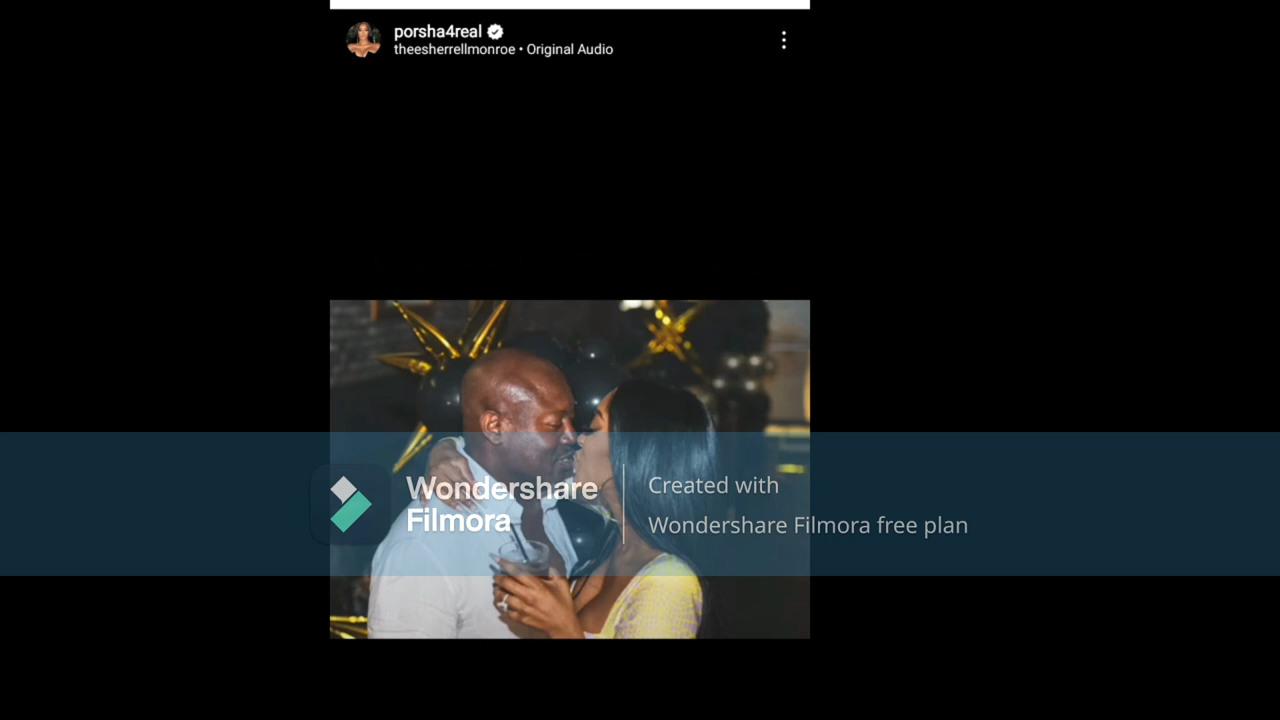 porsha4real
theesherrellmonroe • Original Audio
Wondershare
Filmora
Created with
Wondershare Filmora free plan